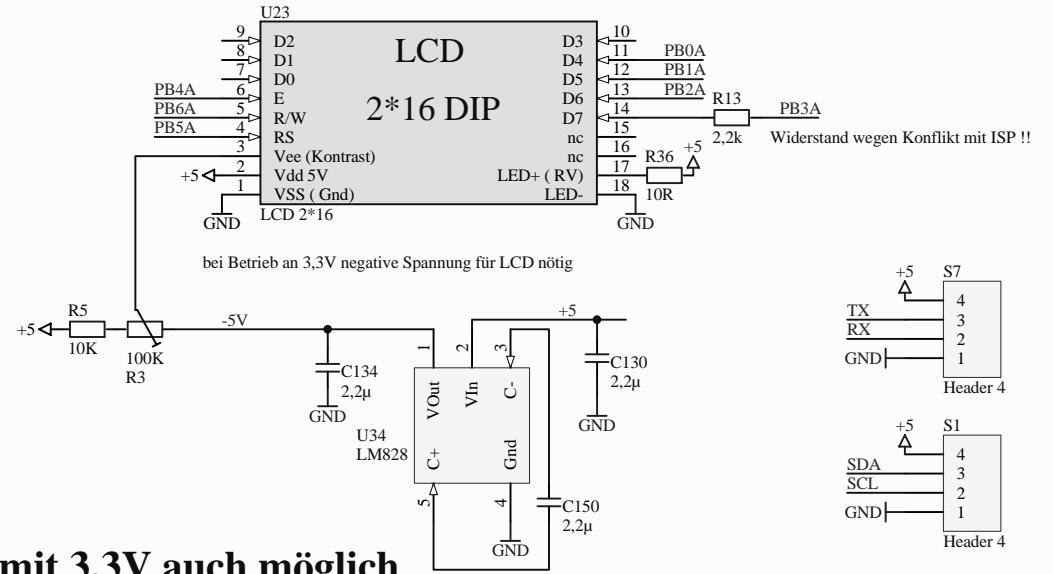 U23
LCD
2*16 DIP
9 D2
8 D1
7 D0
PB4A 6 E
PB6A 5 R/W
PB5A 4 RS
3 Vee (Kontrast)
+5 2 Vdd 5V
1 VSS ( Gnd)
GND
LCD 2*16
D3 10
D4 11 PB0A
D5 12 PB1A
D6 13 PB2A
D7 14 R13 PB3A
2,2k
Widerstand wegen Konflikt mit ISP !!
nc 15
nc 16
LED+ ( RV) 17 R36 +5
10R
LED- 18
GND
bei Betrieb an 3,3V negative Spannung für LCD nötig
+5 R5
10K
100K
R3
-5V
C134
2,2µ
GND
U34
LM828
1 VOut
2 VIn
3 C-
5 C+
4 Gnd
GND
+5
C130
2,2µ
GND
C150
2,2µ
+5 S7
4
TX 3
RX 2
GND 1
Header 4
+5 S1
4
SDA 3
SCL 2
GND 1
Header 4
mit 3.3V auch möglich